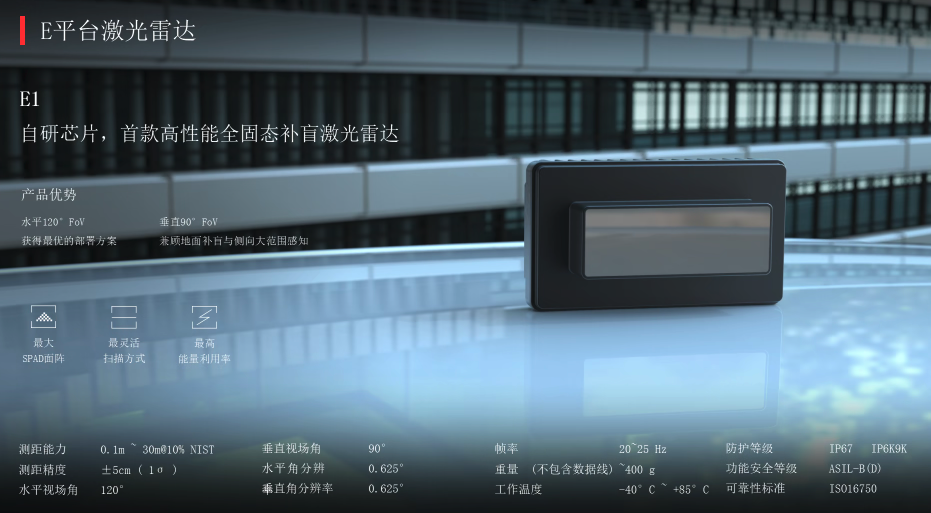 E平台激光雷达
E1
自研芯片，首款高性能全固态补盲激光雷达
产品优势
水平120° FoV
获得最优的部署方案
垂直90° FoV
兼顾地面补盲与侧向大范围感知
最大
SPAD面阵
最灵活
扫描方式
最高
能量利用率
测距能力 0.1m ~ 30m@10% NIST
测距精度 ±5cm ( 1σ )
水平视场角 120°
垂直视场角 90°
水平角分辨率 0.625°
垂直角分辨率 0.625°
帧率 20~25 Hz
重量 (不包含数据线) ~400 g
工作温度 -40° C ~ +85° C
防护等级 IP67 IP6K9K
功能安全等级 ASIL-B(D)
可靠性标准 ISO16750